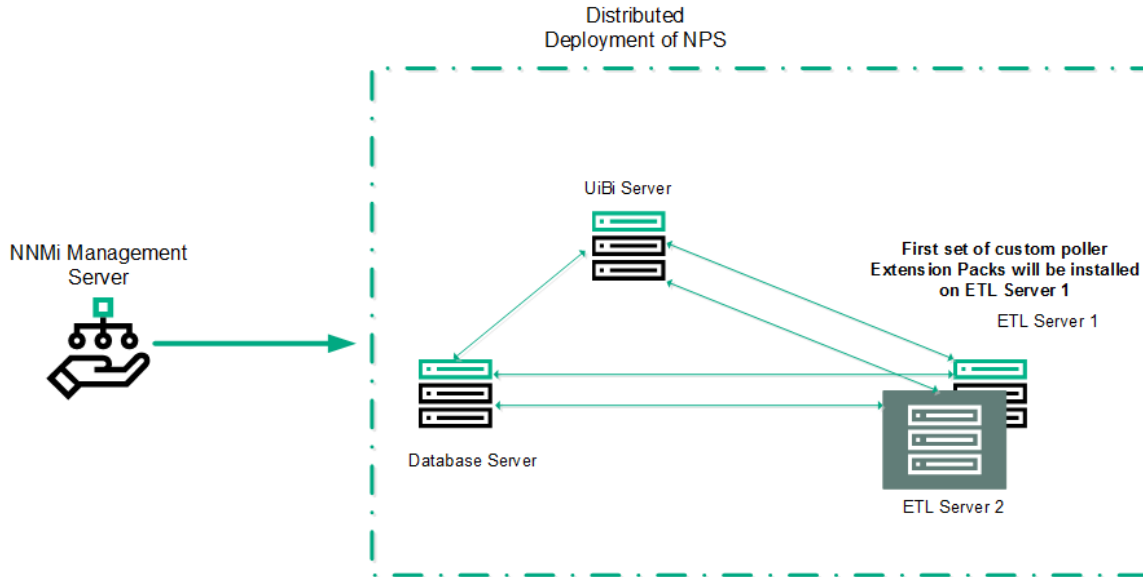 Distributed
Deployment of NPS
UiBi Server
NNMi Management
Server
First set of custom poller
Extension Packs will be installed
on ETL Server 1
ETL Server 1
Database Server
ETL Server 2